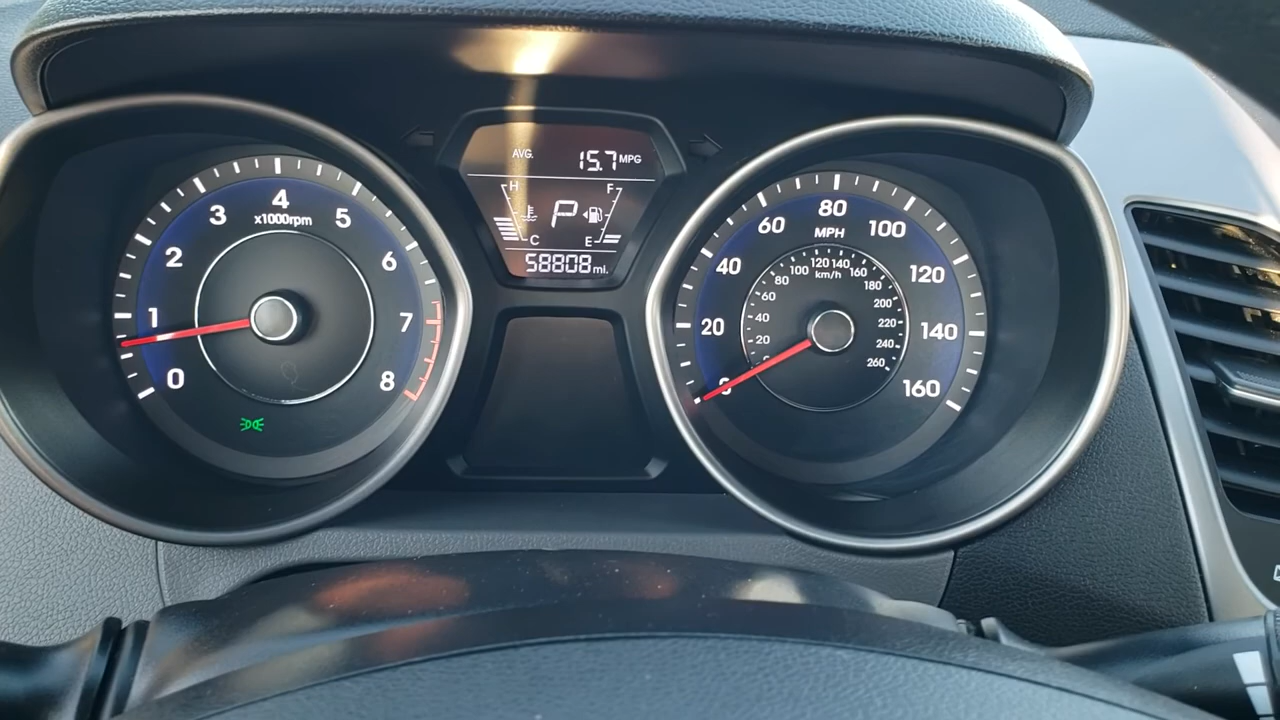 AVG. 15.7 MPG
H F
P
C E
58808 mi.
0 1 2 3 4 5 6 7 8
x1000rpm
0 20 40 60 80 100 120 140 160
MPH
20 40 60 80 100 120 140 160 180 200 220 240 260
km/h